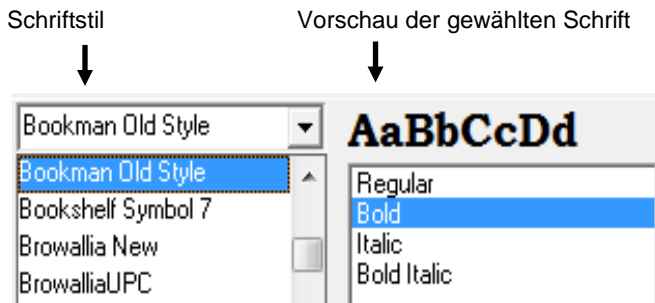 Schriftstil
Vorschau der gewählten Schrift
Bookman Old Style
AaBbCcDd
Bookman Old Style
Bookshelf Symbol 7
Browallia New
BrowalliaUPC
Regular
Bold
Italic
Bold Italic